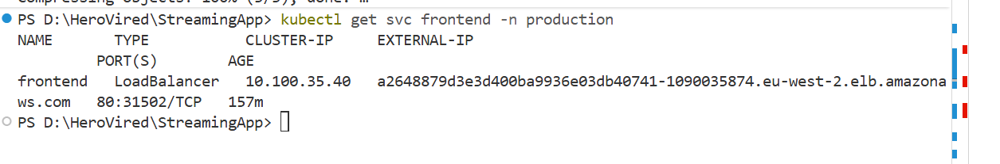 PS D:\HeroVired\StreamingApp> kubectl get svc frontend -n production
NAME TYPE CLUSTER-IP EXTERNAL-IP
PORT(S) AGE
frontend LoadBalancer 10.100.35.40 a2648879d3e3d400ba9936e03db40741-1090035874.eu-west-2.elb.amazona
ws.com 80:31502/TCP 157m
PS D:\HeroVired\StreamingApp>